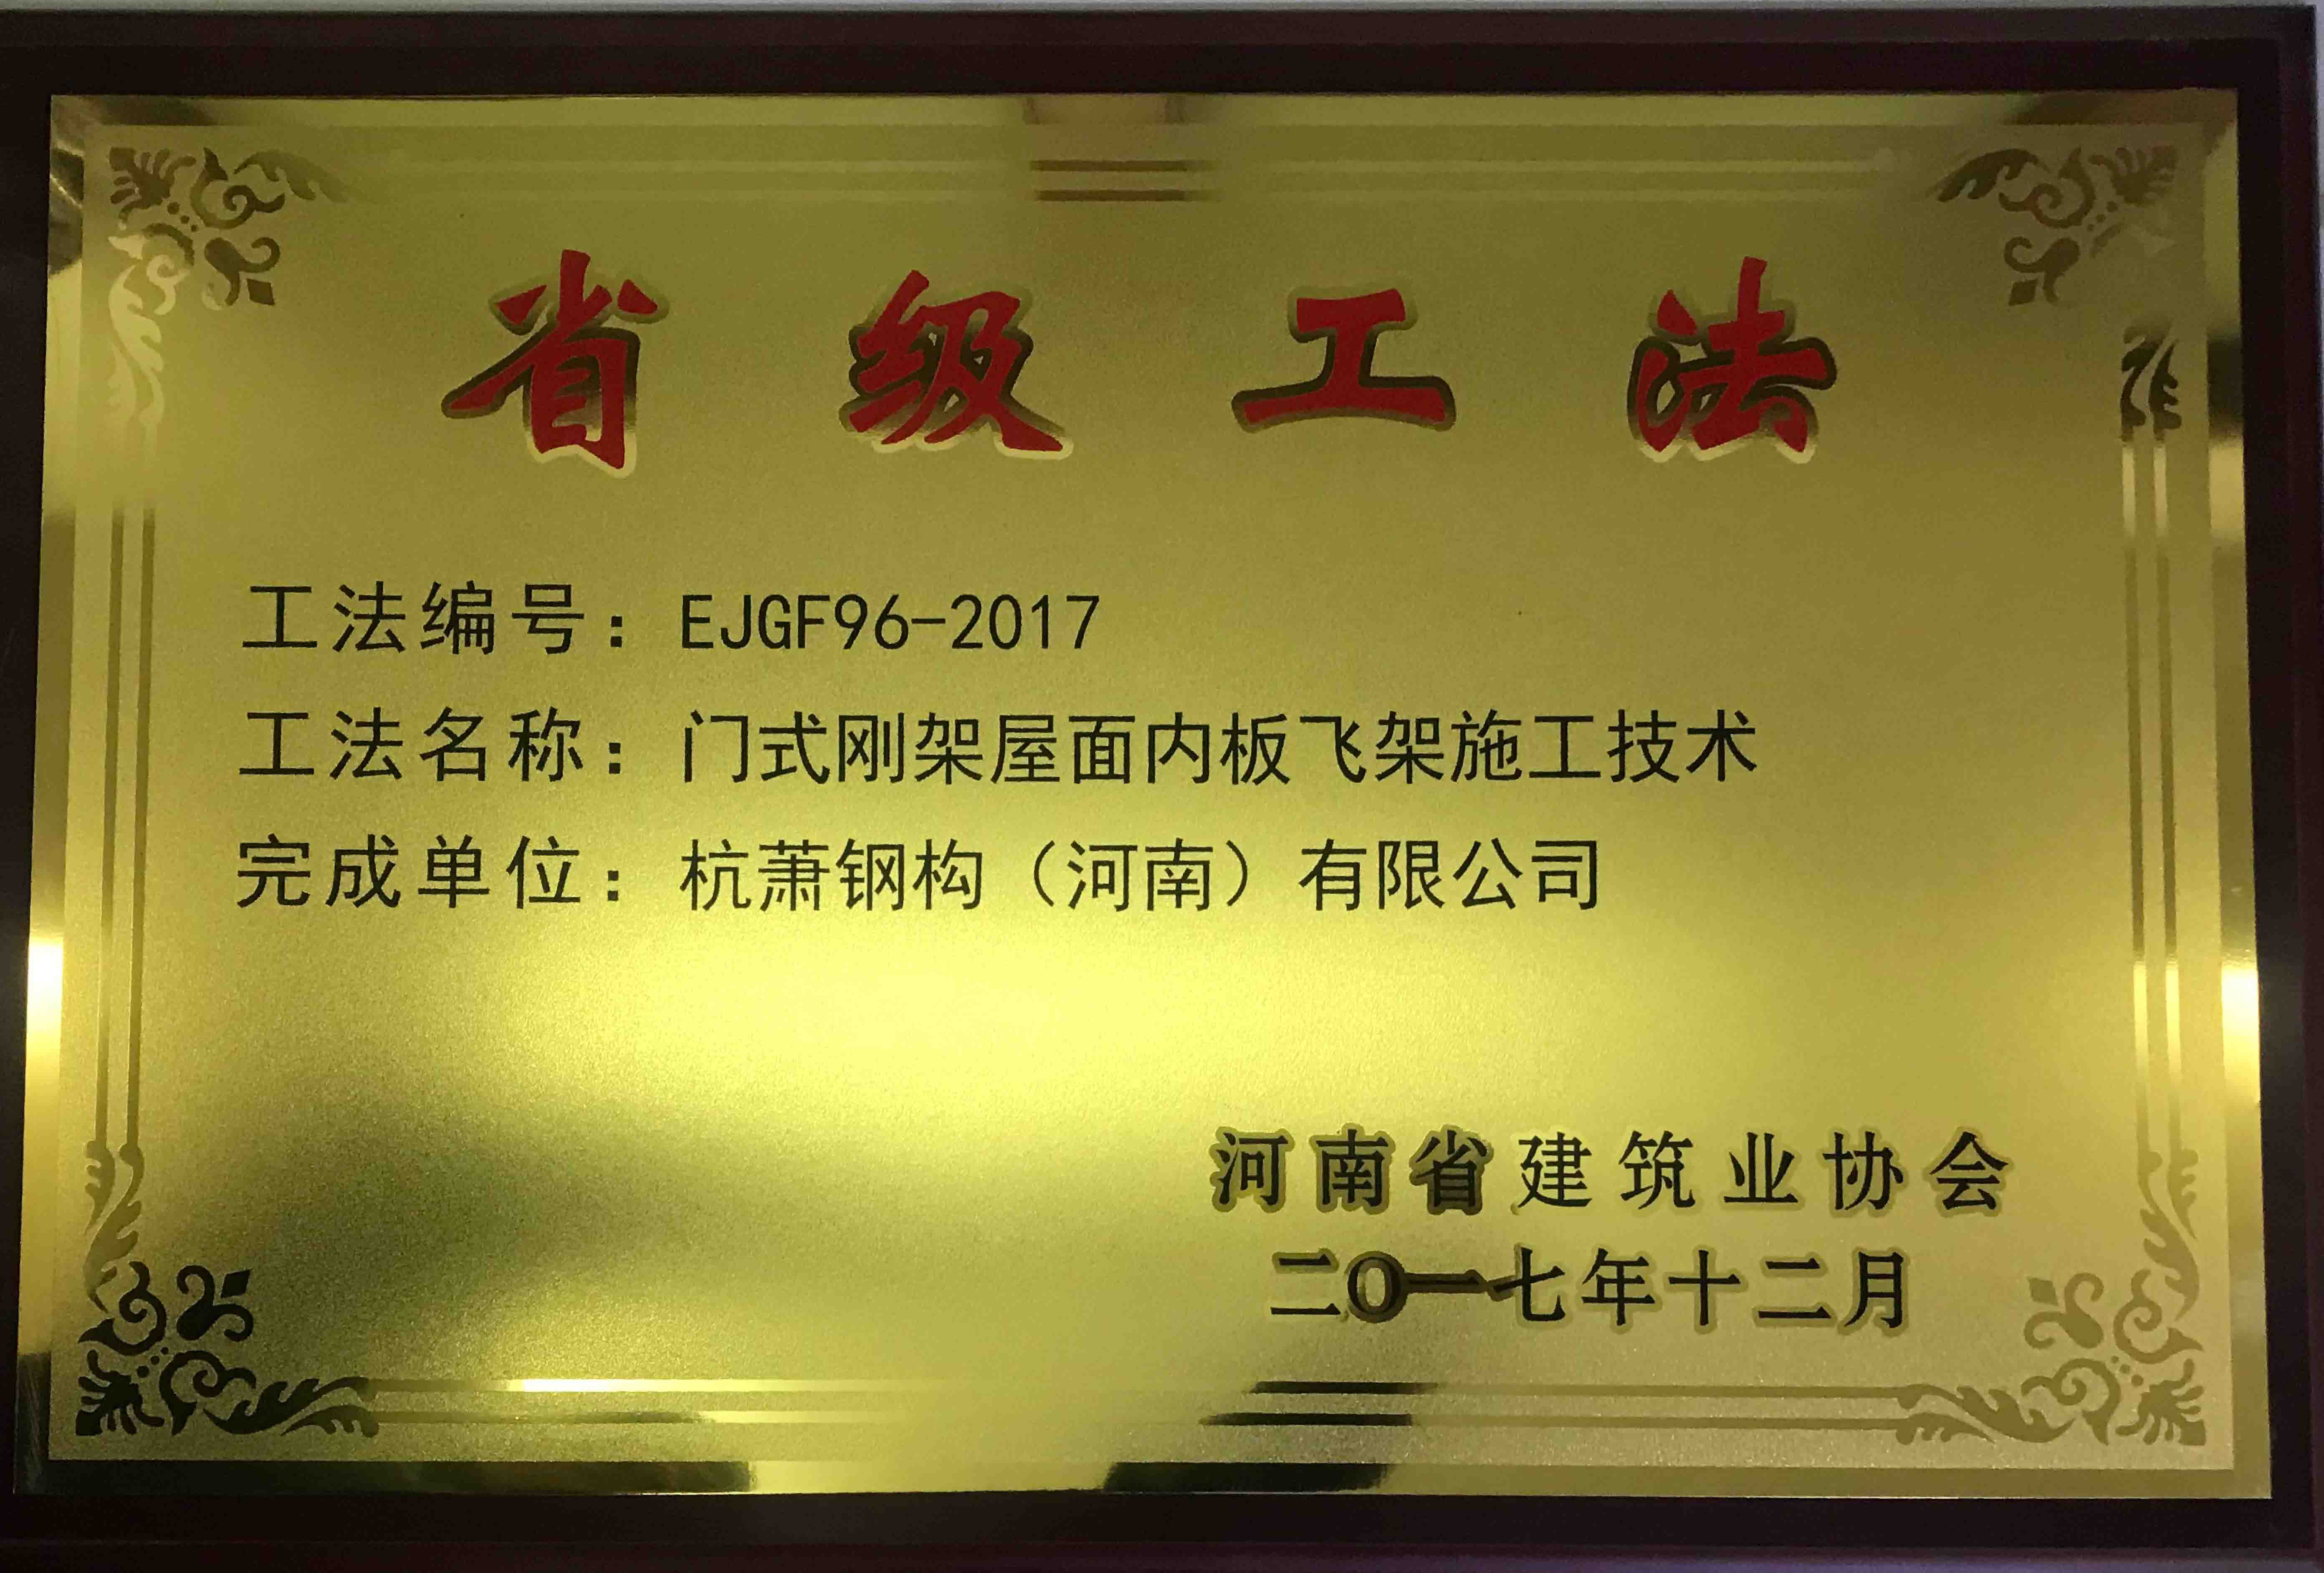 省级工法
工法编号：EJGF96-2017
工法名称：门式刚架屋面内板飞架施工技术
完成单位：杭萧钢构（河南）有限公司
河南省建筑业协会
二〇一七年十二月